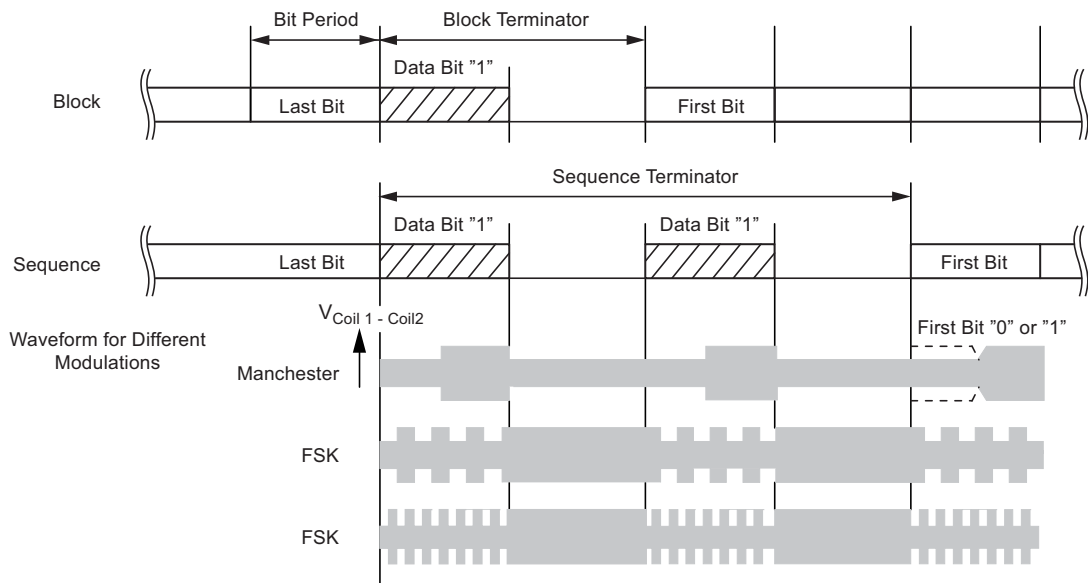 Bit Period
Block Terminator
Data Bit ”1”
Block
Last Bit
First Bit
Sequence Terminator
Data Bit ”1”
Data Bit ”1”
Sequence
Last Bit
First Bit
VCoil 1 - Coil2
Waveform for Different
Modulations
First Bit ”0” or ”1”
Manchester
FSK
FSK